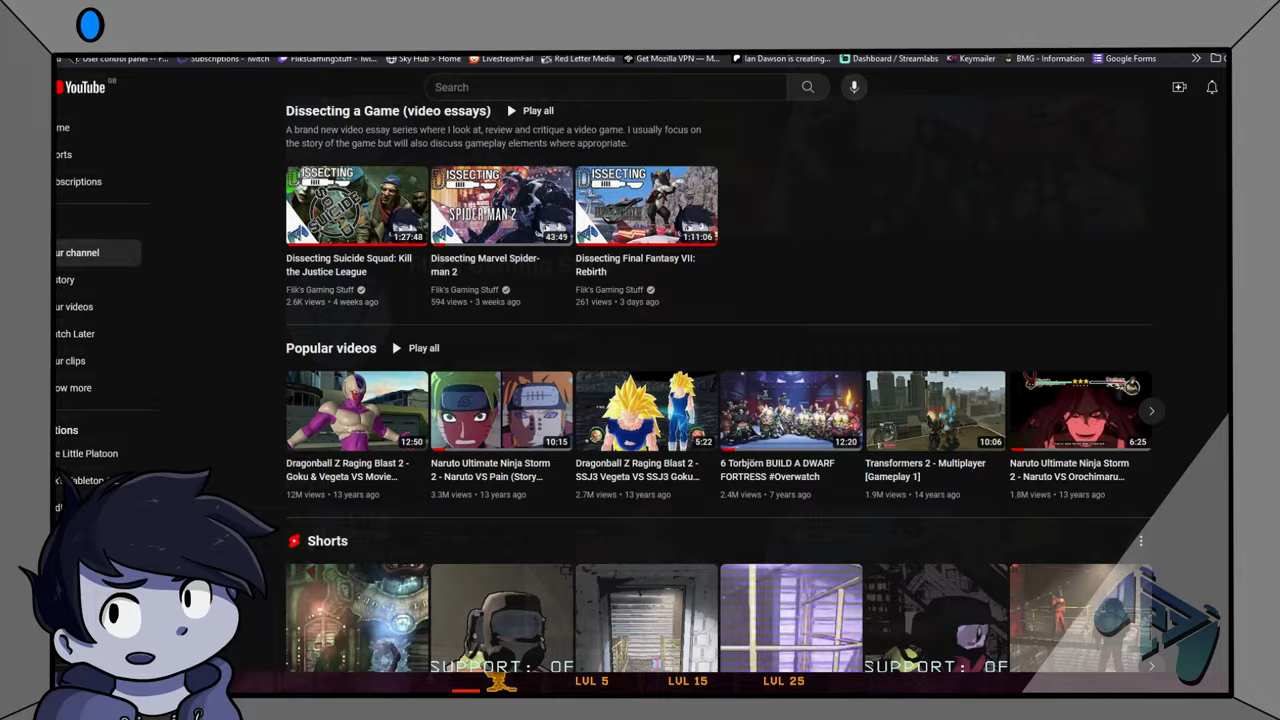 Subscriptions - Twitch
FliksGamingStuff - Twi...
Sky Hub > Home
LivestreamFail
Red Letter Media
Get Mozilla VPN — M...
Ian Dawson is creating...
Dashboard / Streamlabs
Keymailer
BMG - Information
Google Forms
YouTube GB
Search
Dissecting a Game (video essays)
Play all
A brand new video essay series where I look at, review and critique a video game. I usually focus on
the story of the game but will also discuss gameplay elements where appropriate.
me
orts
bscriptions
ur channel
tory
ur videos
tch Later
ur clips
ow more
tions
e Little Platoon
DISSECTING
SUICIDE
1:27:48
DISSECTING
SPIDER-MAN 2
43:49
DISSECTING
1:11:06
Dissecting Suicide Squad: Kill
the Justice League
Flik's Gaming Stuff
2.6K views • 4 weeks ago
Dissecting Marvel Spider-
man 2
Flik's Gaming Stuff
594 views • 3 weeks ago
Dissecting Final Fantasy VII:
Rebirth
Flik's Gaming Stuff
261 views • 3 days ago
Popular videos
Play all
12:50
10:15
5:22
12:20
10:06
6:25
Dragonball Z Raging Blast 2 -
Goku & Vegeta VS Movie...
12M views • 13 years ago
Naruto Ultimate Ninja Storm
2 - Naruto VS Pain (Story...
3.3M views • 13 years ago
Dragonball Z Raging Blast 2 -
SSJ3 Vegeta VS SSJ3 Goku...
2.7M views • 13 years ago
6 Torbjörn BUILD A DWARF
FORTRESS #Overwatch
2.4M views • 7 years ago
Transformers 2 - Multiplayer
[Gameplay 1]
1.9M views • 14 years ago
Naruto Ultimate Ninja Storm
2 - Naruto VS Orochimaru...
1.8M views • 13 years ago
Shorts
SUPPORT: OF
SUPPORT: OF
SUPPORT: OF
LVL 5
LVL 15
LVL 25